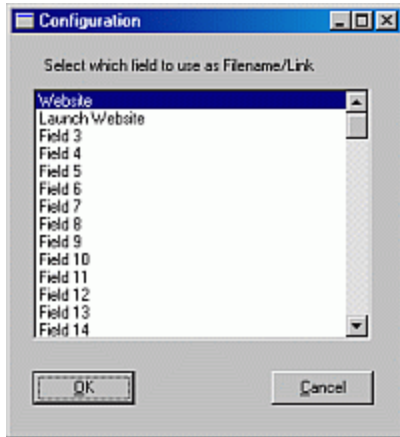 Configuration
Select which field to use as Filename/Link
Website
Launch Website
Field 3
Field 4
Field 5
Field 6
Field 7
Field 8
Field 9
Field 10
Field 11
Field 12
Field 13
Field 14
OK
Cancel